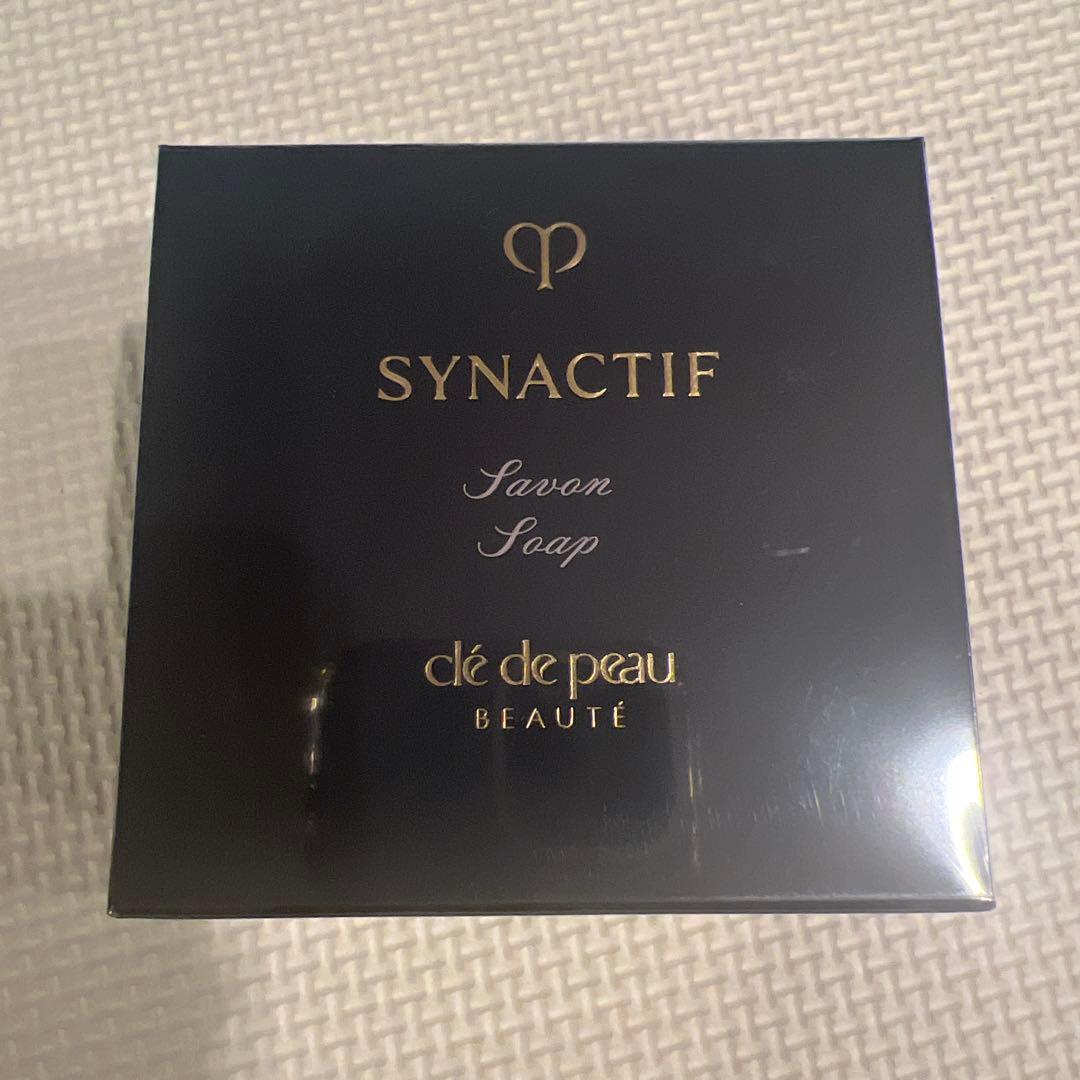 SYNACTIF
Savon
Soap
clé de peau
BEAUTÉ